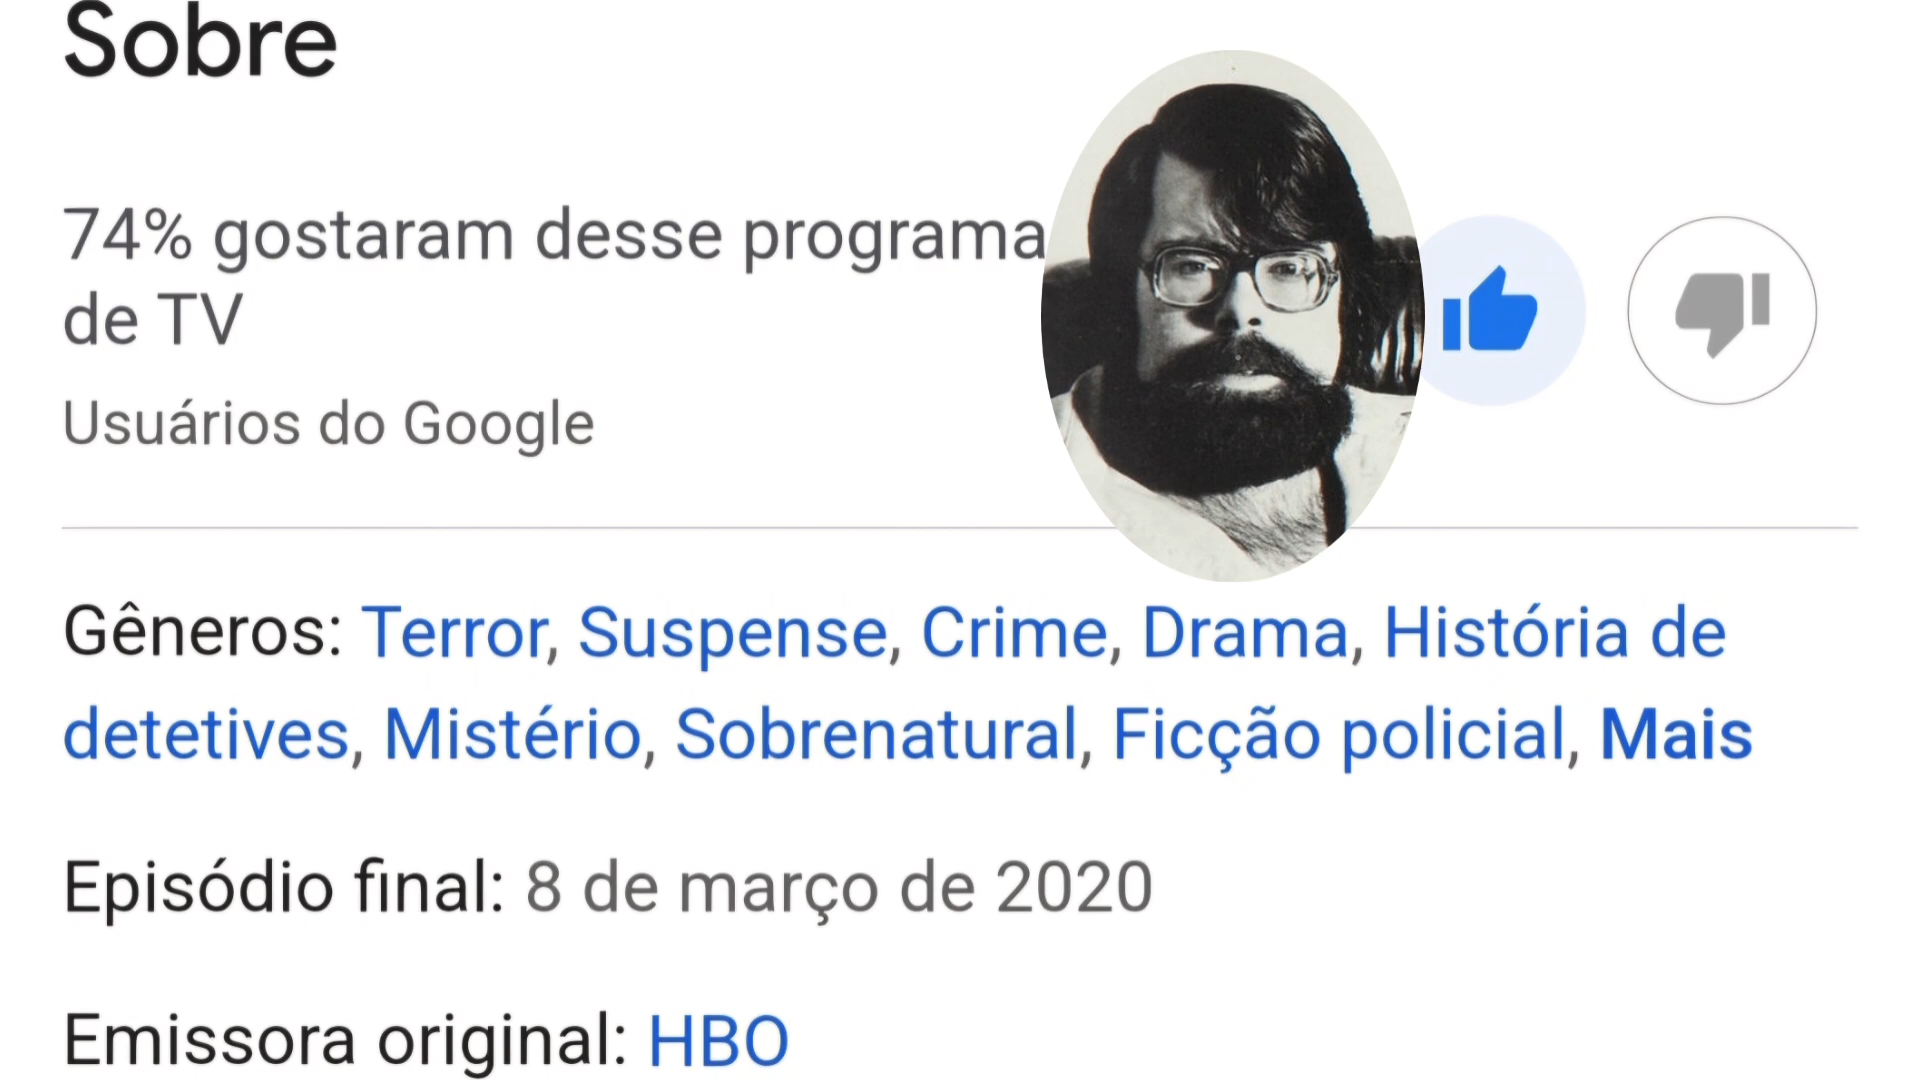 Sobre
74% gostaram desse programa
de TV
Usuários do Google
Gêneros: Terror, Suspense, Crime, Drama, História de
detetives, Mistério, Sobrenatural, Ficção policial, Mais
Episódio final: 8 de março de 2020
Emissora original: HBO